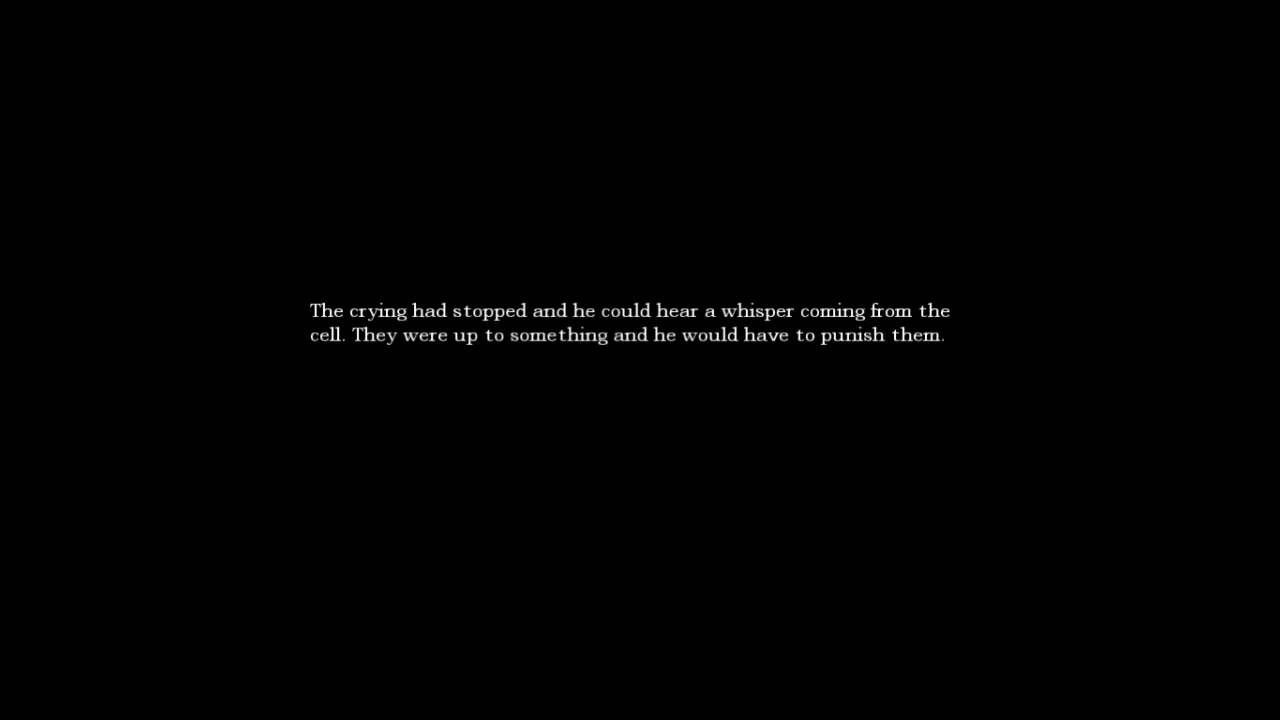 The crying had stopped and he could hear a whisper coming from the
cell. They were up to something and he would have to punish them.